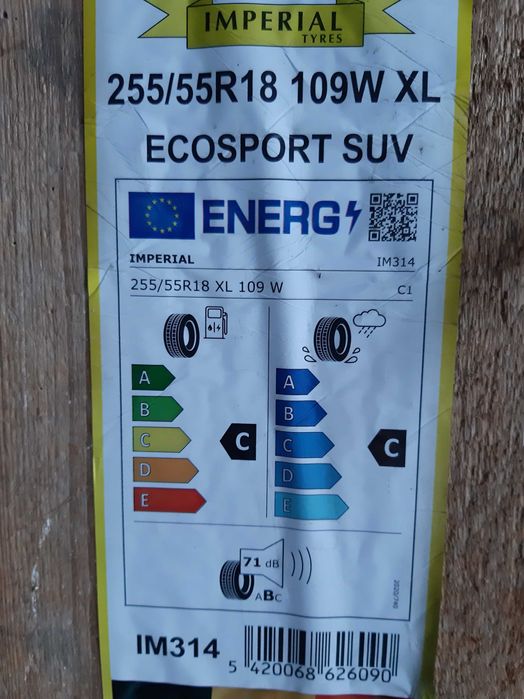 IMPERIAL
TYRES
255/55R18 109W XL
ECOSPORT SUV
ENERG
IMPERIAL IM314
255/55R18 XL 109 W C1
A A
B B
C C C C
D D
E E
71 dB
ABC
2020/740
IM314
5 420068 626090